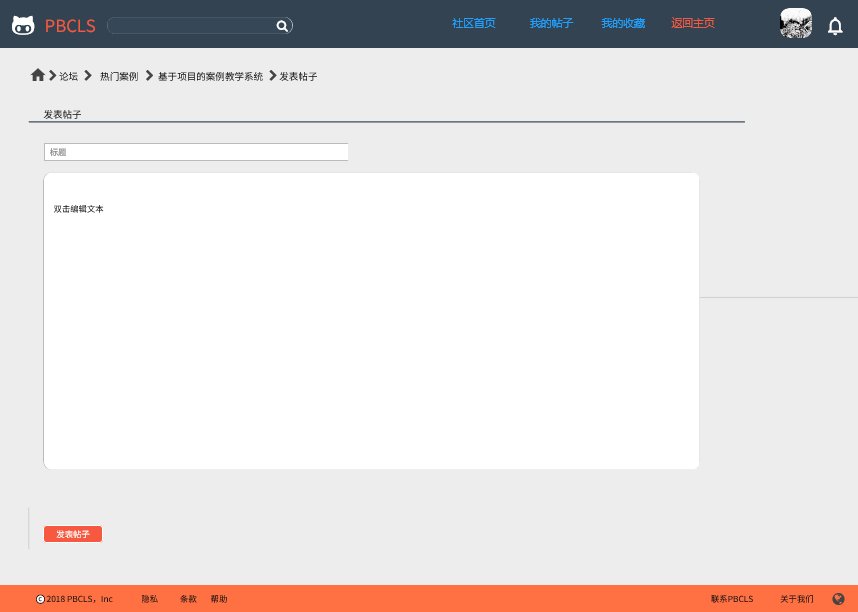 PBCLS 社区首页 我的帖子 我的收藏 返回主页
论坛 热门案例 基于项目的案例教学系统 发表帖子
发表帖子
标题
双击编辑文本
发表帖子
©2018 PBCLS，Inc 隐私 条款 帮助 联系PBCLS 关于我们